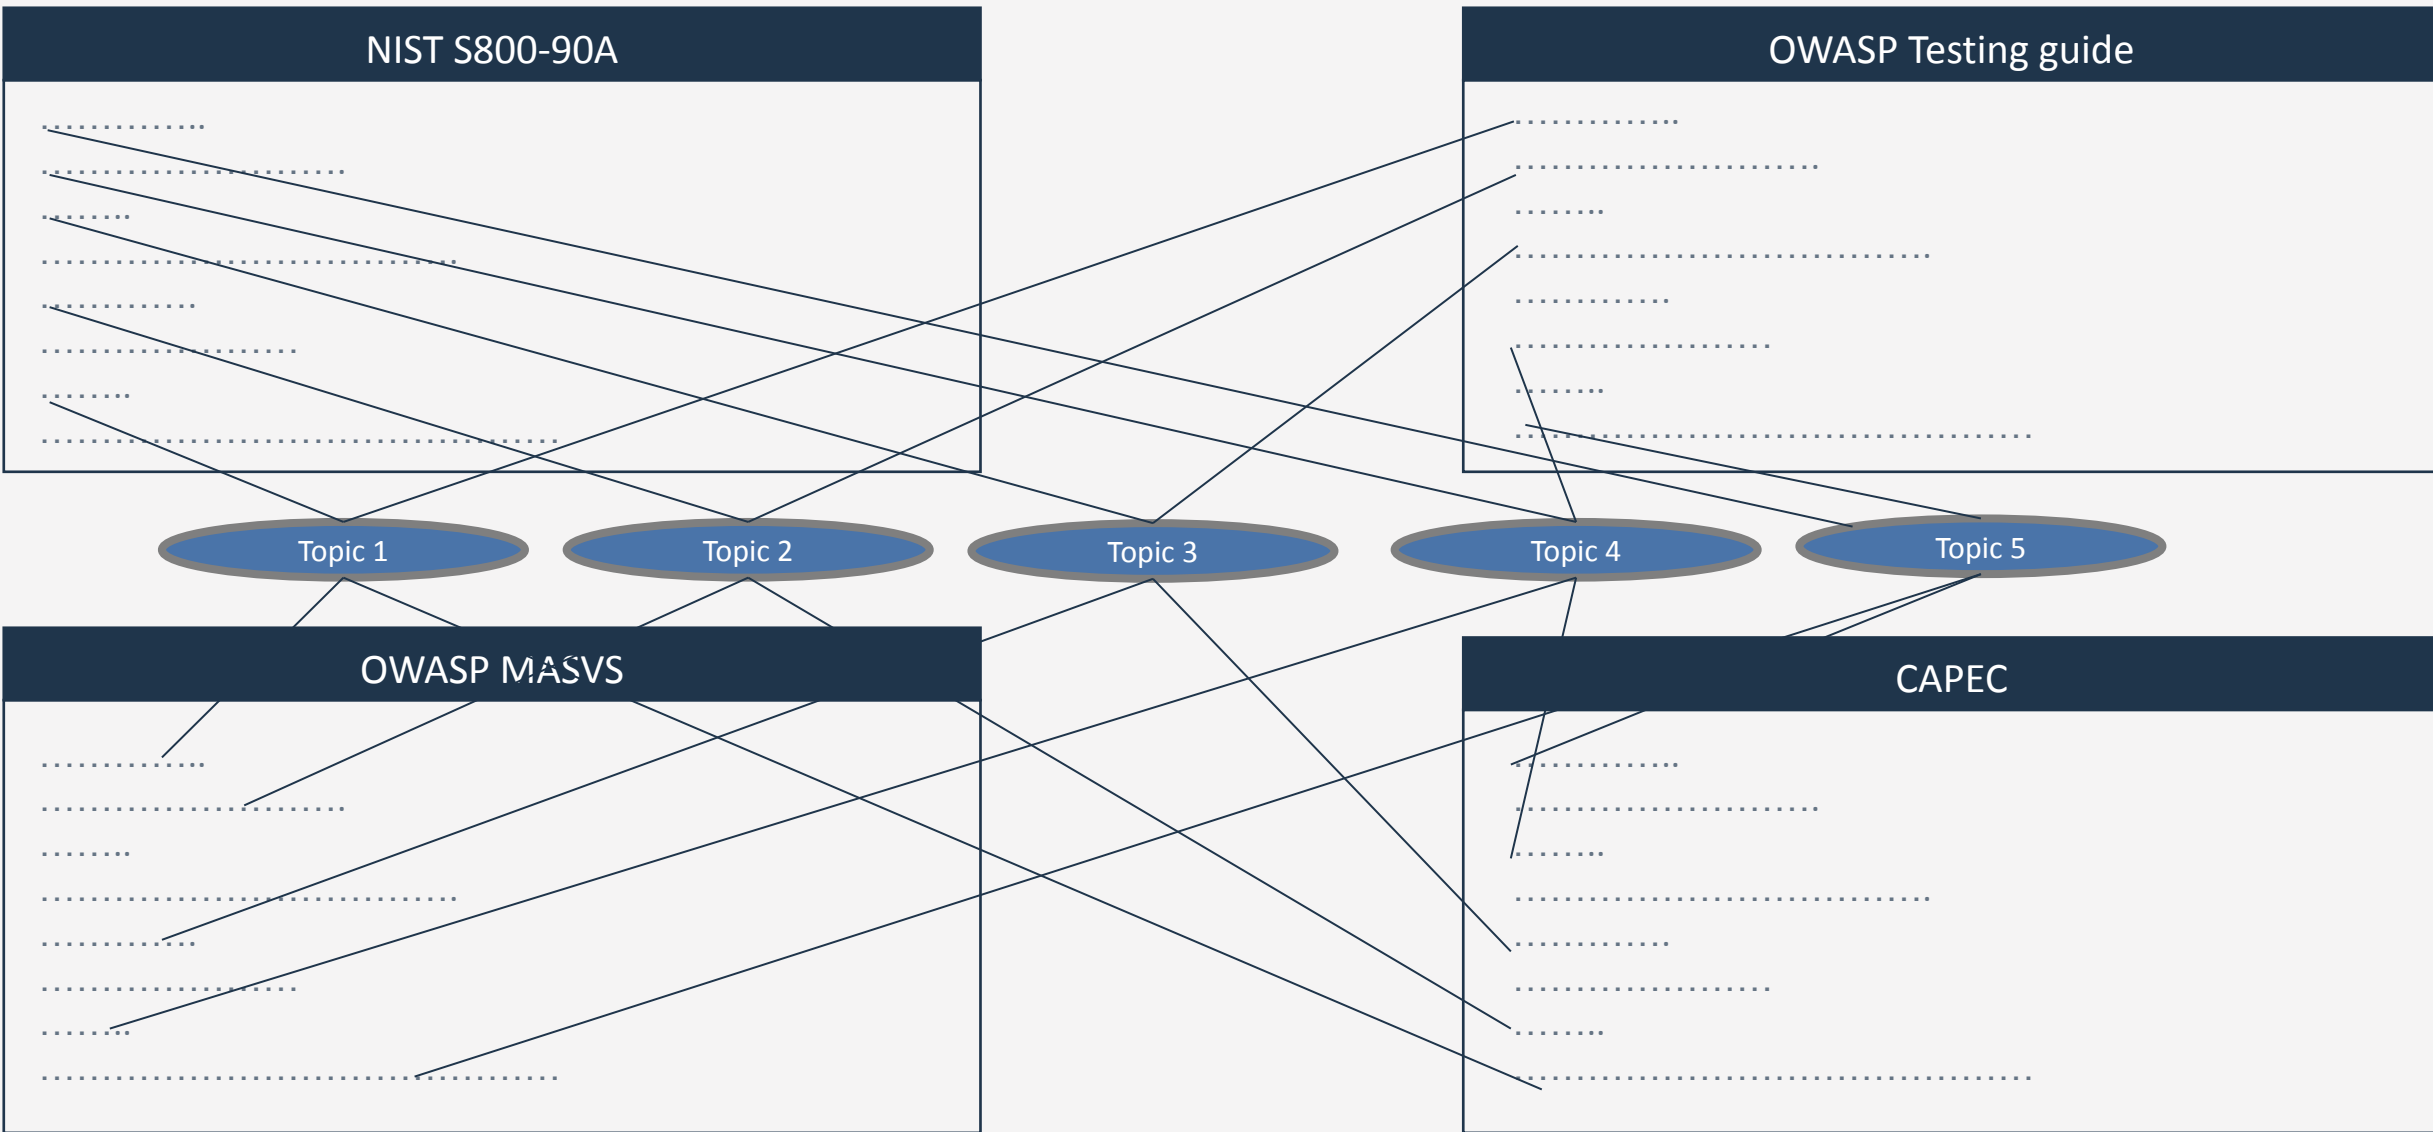 NIST S800-90A
OWASP Testing guide
Topic 1
Topic 2
Topic 3
Topic 4
Topic 5
OWASP MASVS
CAPEC